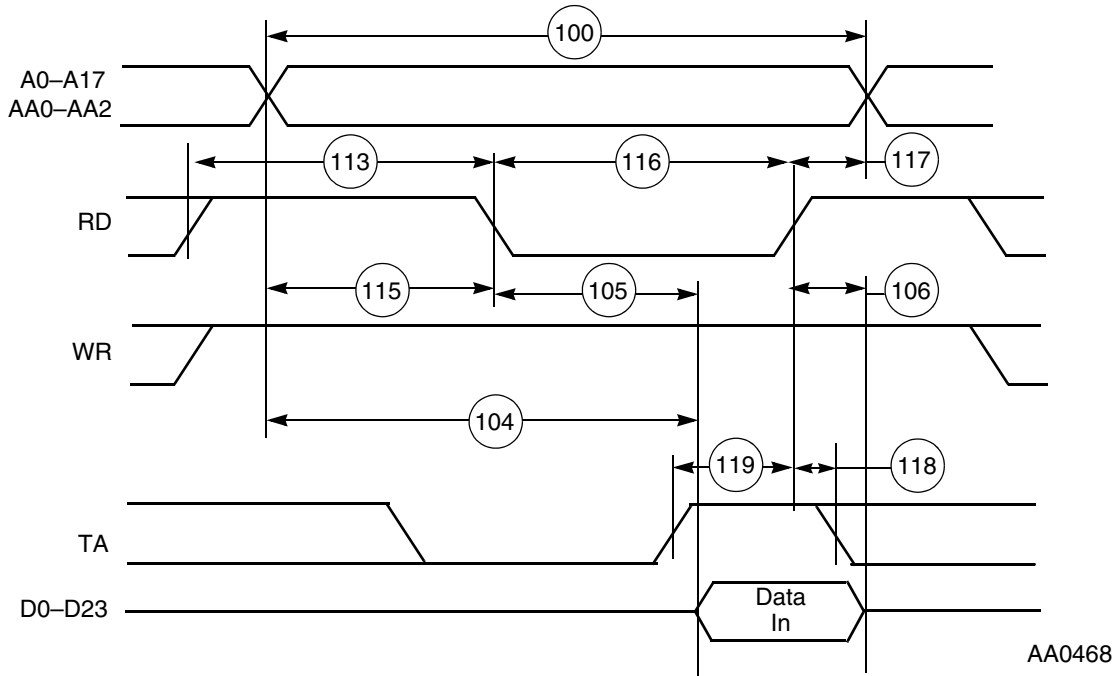 100
A0–A17
AA0–AA2
113
116
117
RD
115
105
106
WR
104
119
118
TA
D0–D23
Data
In
AA0468